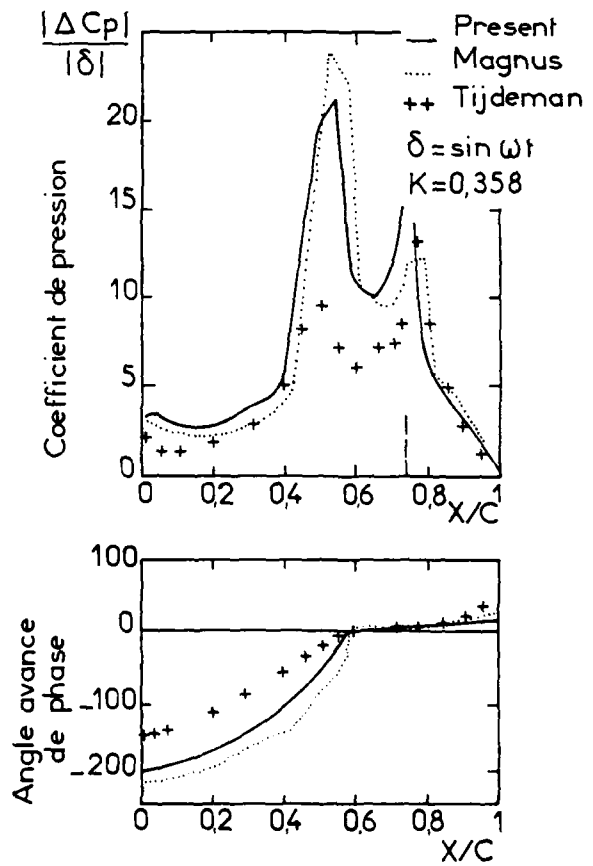 |ΔCp|
|δ|
Present
Magnus
++ Tijdeman
δ = sin ωt
K=0,358
Coefficient de pression
20
15
10
5
0
0 0,2 0,4 0,6 0,8 1
X/C
Angle avance
de phase
100
0
-100
-200
0 0,2 0,4 0,6 0,8 1
X/C